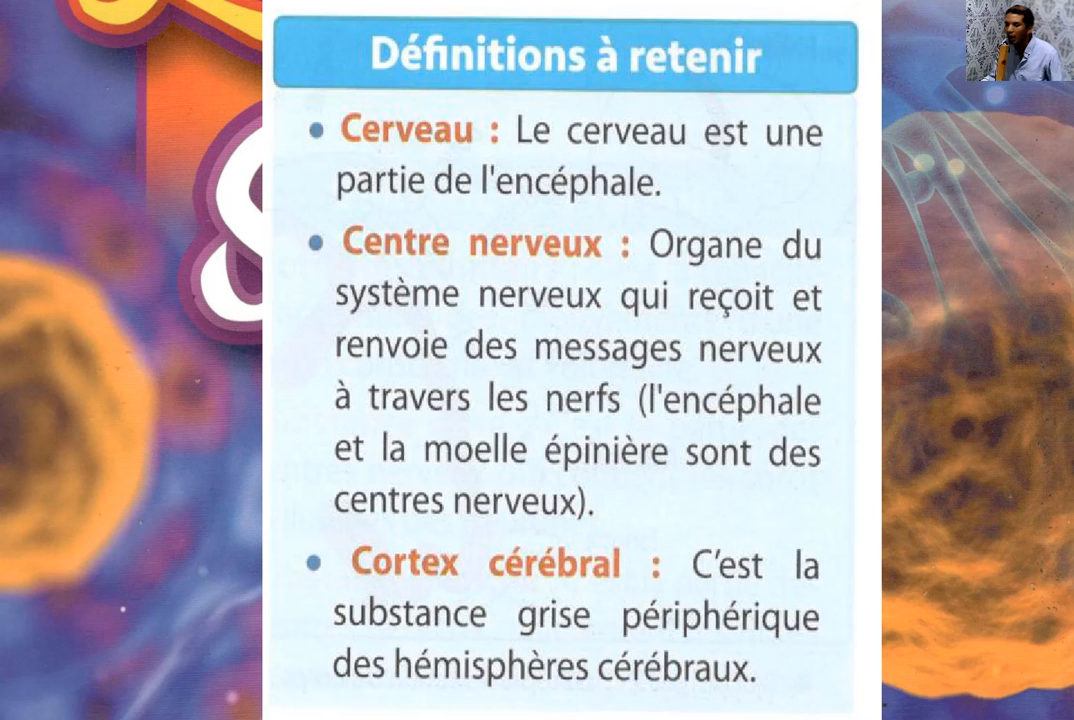 Définitions à retenir
• Cerveau : Le cerveau est une
partie de l'encéphale.
• Centre nerveux : Organe du
système nerveux qui reçoit et
renvoie des messages nerveux
à travers les nerfs (l'encéphale
et la moelle épinière sont des
centres nerveux).
• Cortex cérébral : C'est la
substance grise périphérique
des hémisphères cérébraux.